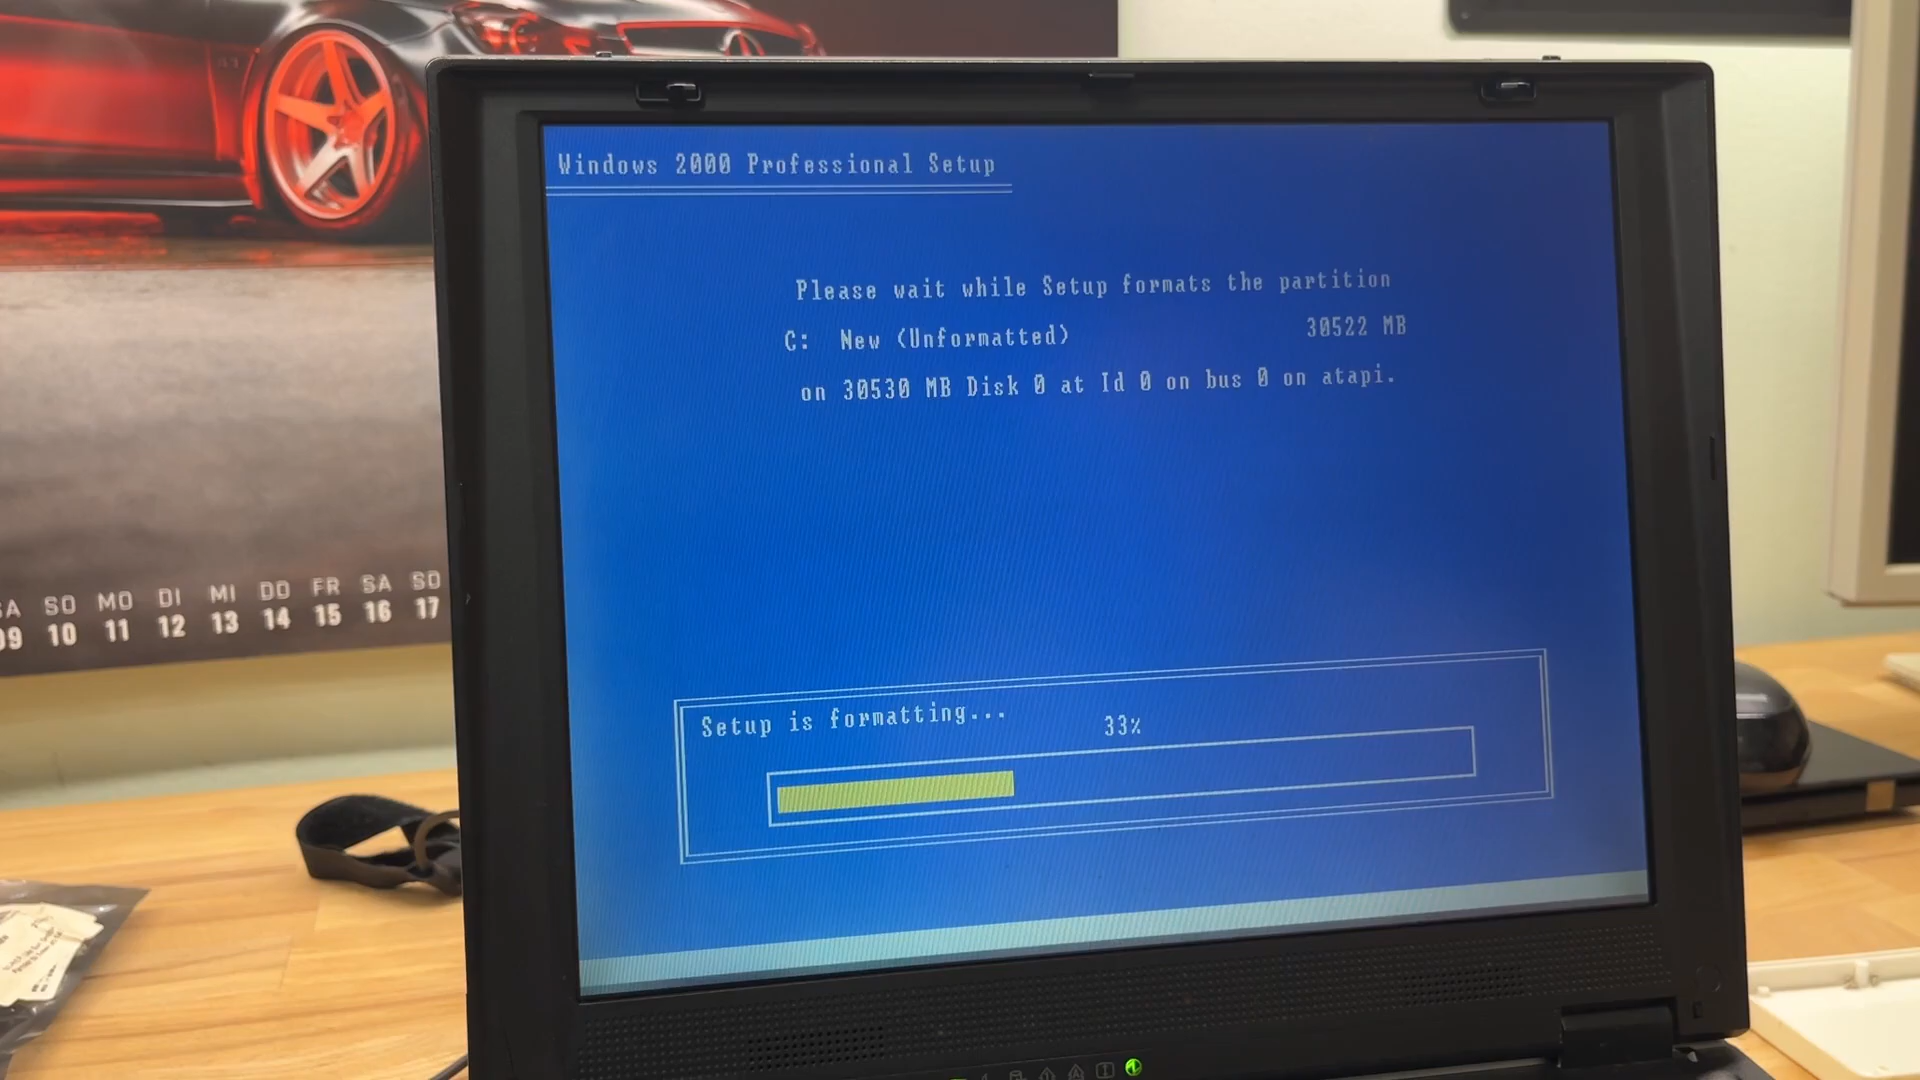 Windows 2000 Professional Setup
Please wait while Setup formats the partition
C: New (Unformatted) 30522 MB
on 30530 MB Disk 0 at Id 0 on bus 0 on atapi.
Setup is formatting...
33%
SA SO MO DI MI DO FR SA SO
09 10 11 12 13 14 15 16 17